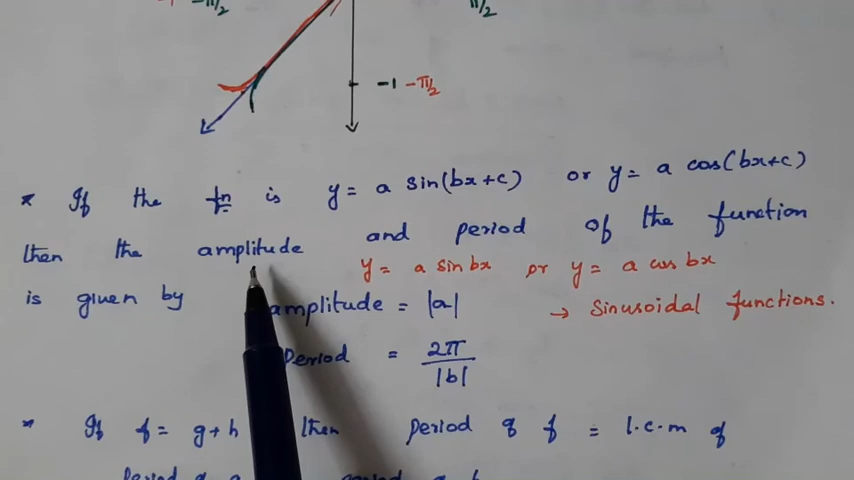 -π/2 π/2
-1 -π/2
* If the fn is y = a sin(bx+c) or y = a cos(bx+c)
then the amplitude and period of the function
y = a sin bx or y = a cos bx
is given by amplitude = |a| → Sinusoidal functions.
Period = 2π/|b|
* If f = g+h then period of f = l.c.m of